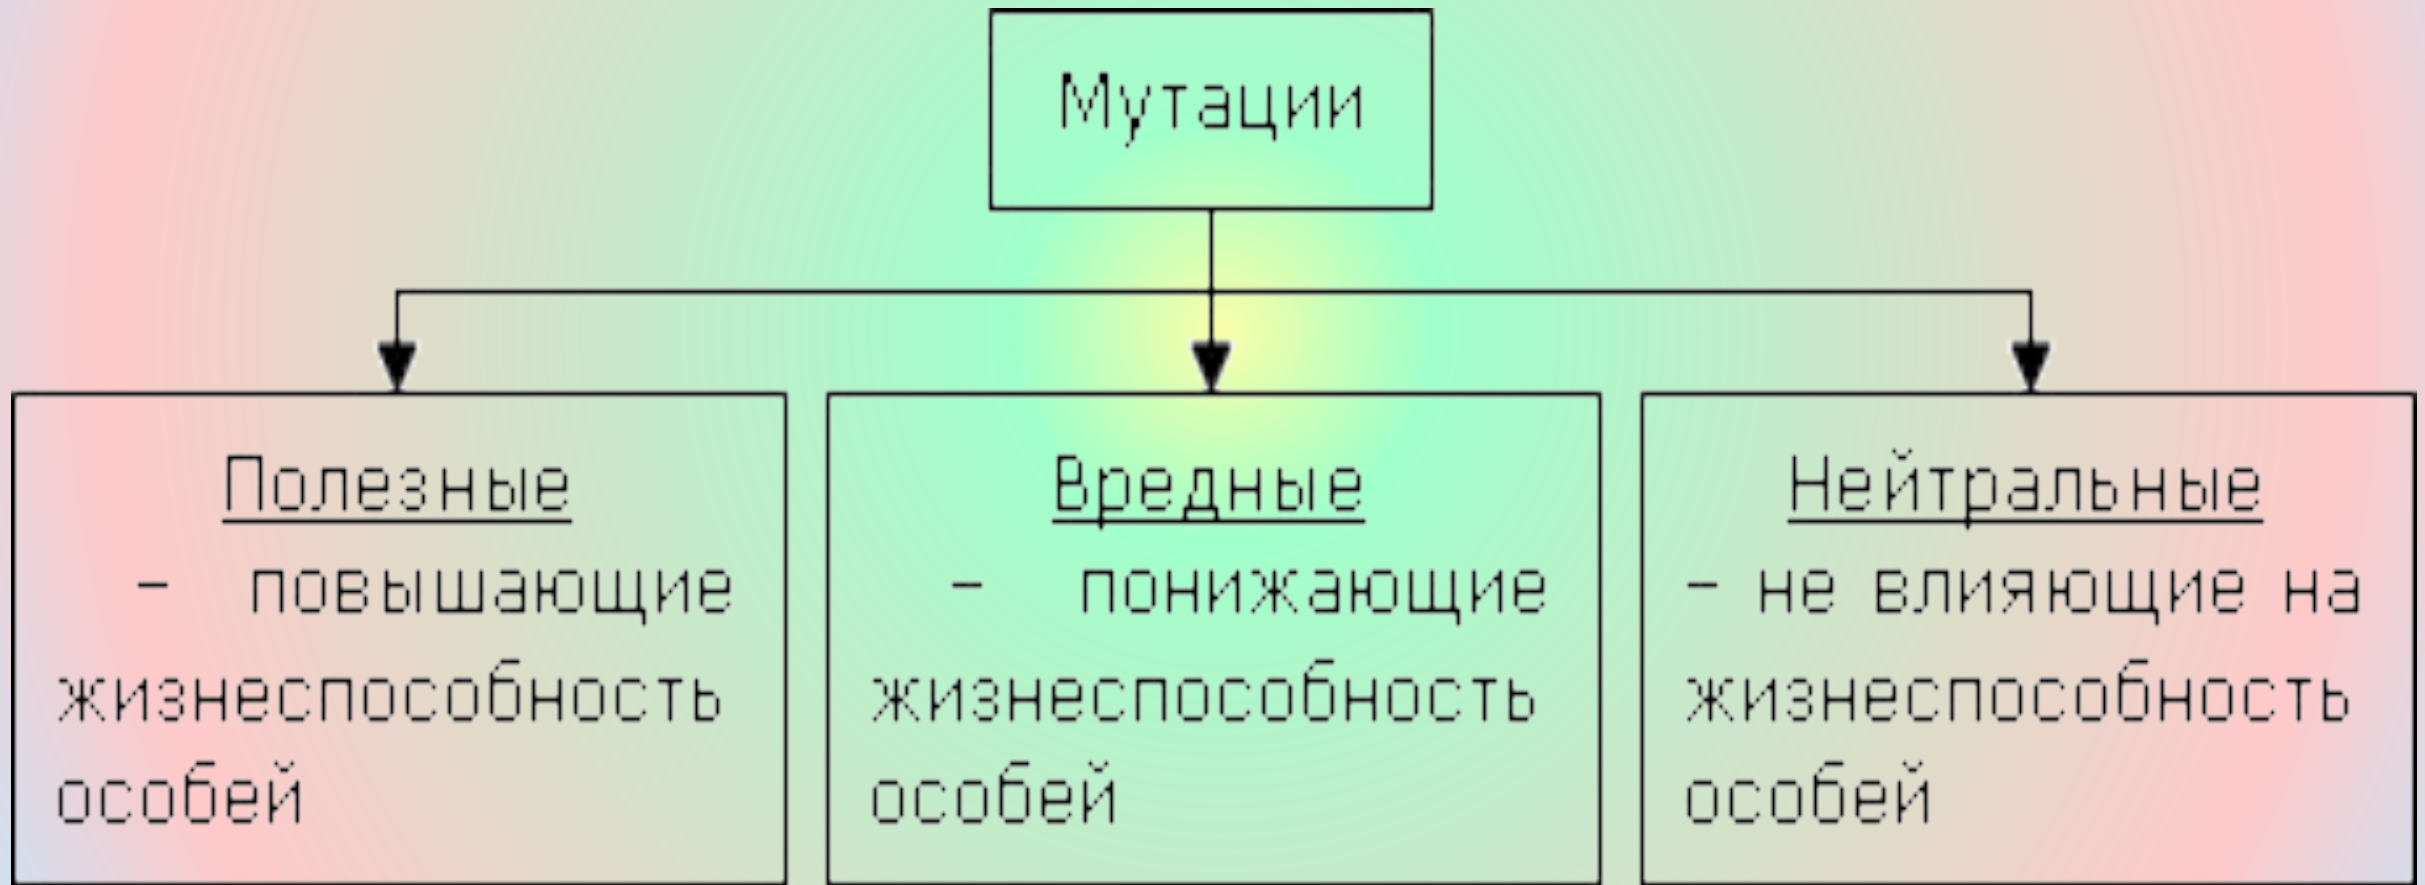 Мутации
Полезные
- повышающие
жизнеспособность
особей
Вредные
- понижающие
жизнеспособность
особей
Нейтральные
- не влияющие на
жизнеспособность
особей